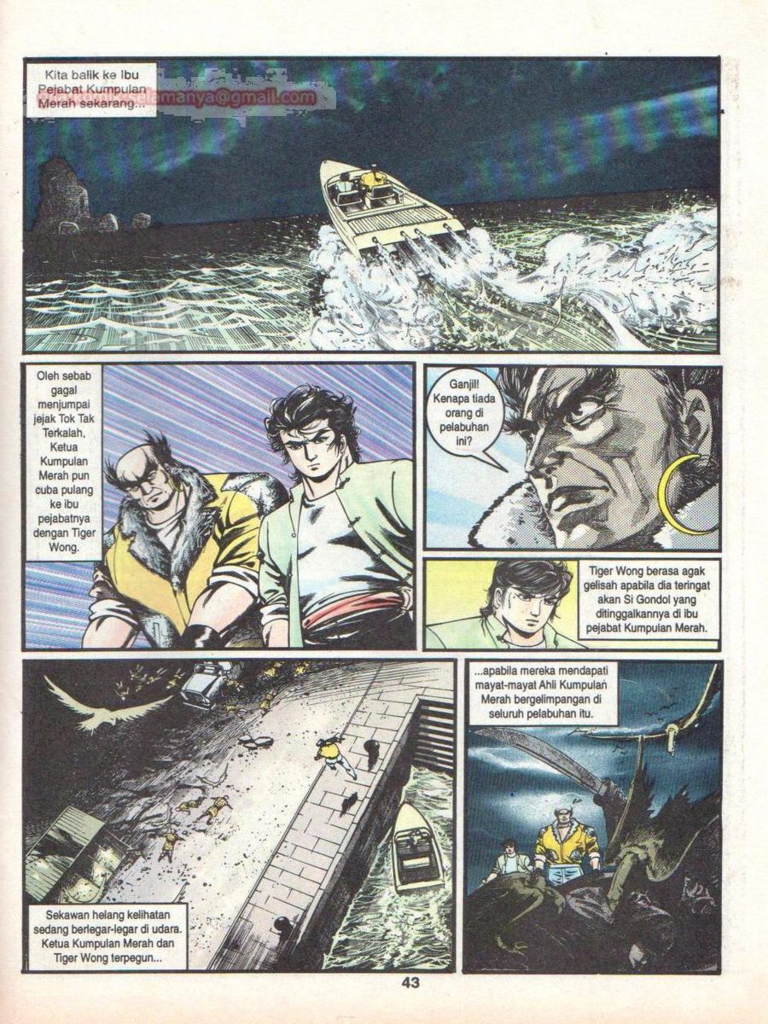 Kita balik ke Ibu
Pejabat Kumpulan
Merah sekarang...
Oleh sebab
gagal
menjumpai
jejak Tok Tak
Terkalah,
Ketua
Kumpulan
Merah pun
cuba pulang
ke ibu
pejabatnya
dengan Tiger
Wong.
Ganjil!
Kenapa tiada
orang di
pelabuhan
ini?
Tiger Wong berasa agak
gelisah apabila dia teringat
akan Si Gondol yang
ditinggalkannya di ibu
pejabat Kumpulan Merah.
Sekawan helang kelihatan
sedang berlegar-legar di udara.
Ketua Kumpulan Merah dan
Tiger Wong terpegun...
...apabila mereka mendapati
mayat-mayat Ahli Kumpulan
Merah bergelimpangan di
seluruh pelabuhan itu.
43